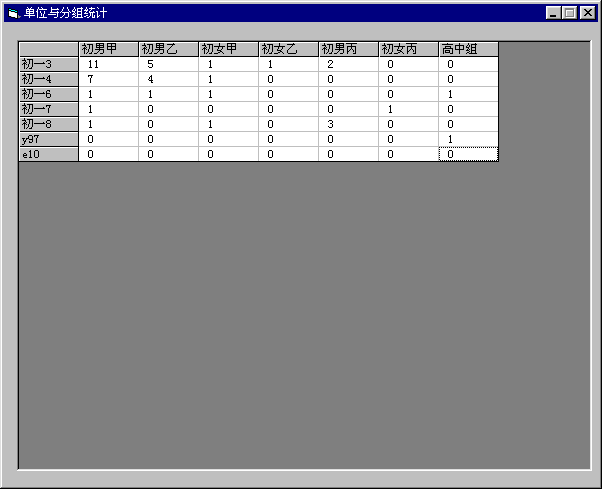 单位与分组统计
初男甲 初男乙 初女甲 初女乙 初男丙 初女丙 高中组
初一3 11 5 1 1 2 0 0
初一4 7 4 1 0 0 0 0
初一6 1 1 1 0 0 0 1
初一7 1 0 0 0 0 1 0
初一8 1 0 1 0 3 0 0
y97 0 0 0 0 0 0 1
e10 0 0 0 0 0 0 0